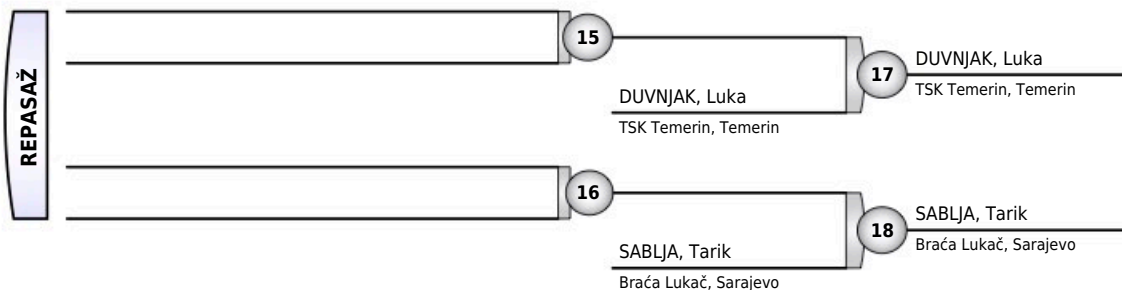 REPASAŽ
15
DUVNJAK, Luka
TSK Temerin, Temerin
17
DUVNJAK, Luka
TSK Temerin, Temerin
16
SABLJA, Tarik
Braća Lukač, Sarajevo
18
SABLJA, Tarik
Braća Lukač, Sarajevo